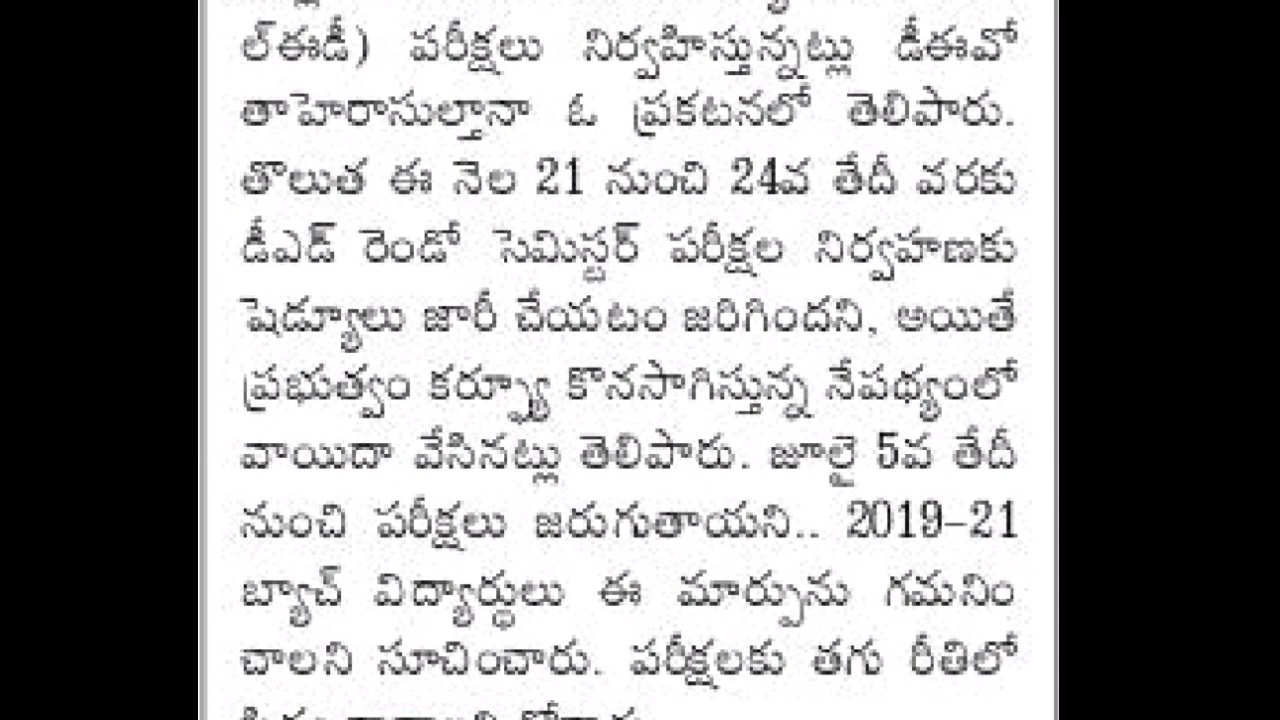 ల్ఈడీ) పరీక్షలు నిర్వహిస్తున్నట్లు డీఈవో
తాహెరాసుల్తానా ఓ ప్రకటనలో తెలిపారు.
తొలుత ఈ నెల 21 నుంచి 24వ తేదీ వరకు
డీఎడ్ రెండో సెమిస్టర్ పరీక్షల నిర్వహణకు
షెడ్యూలు జారీ చేయటం జరిగిందని, అయితే
ప్రభుత్వం కర్ఫ్యూ కొనసాగిస్తున్న నేపథ్యంలో
వాయిదా వేసినట్లు తెలిపారు. జూలై 5వ తేదీ
నుంచి పరీక్షలు జరుగుతాయని.. 2019-21
బ్యాచ్ విద్యార్థులు ఈ మార్పును గమనిం
చాలని సూచించారు. పరీక్షలకు తగు రీతిలో